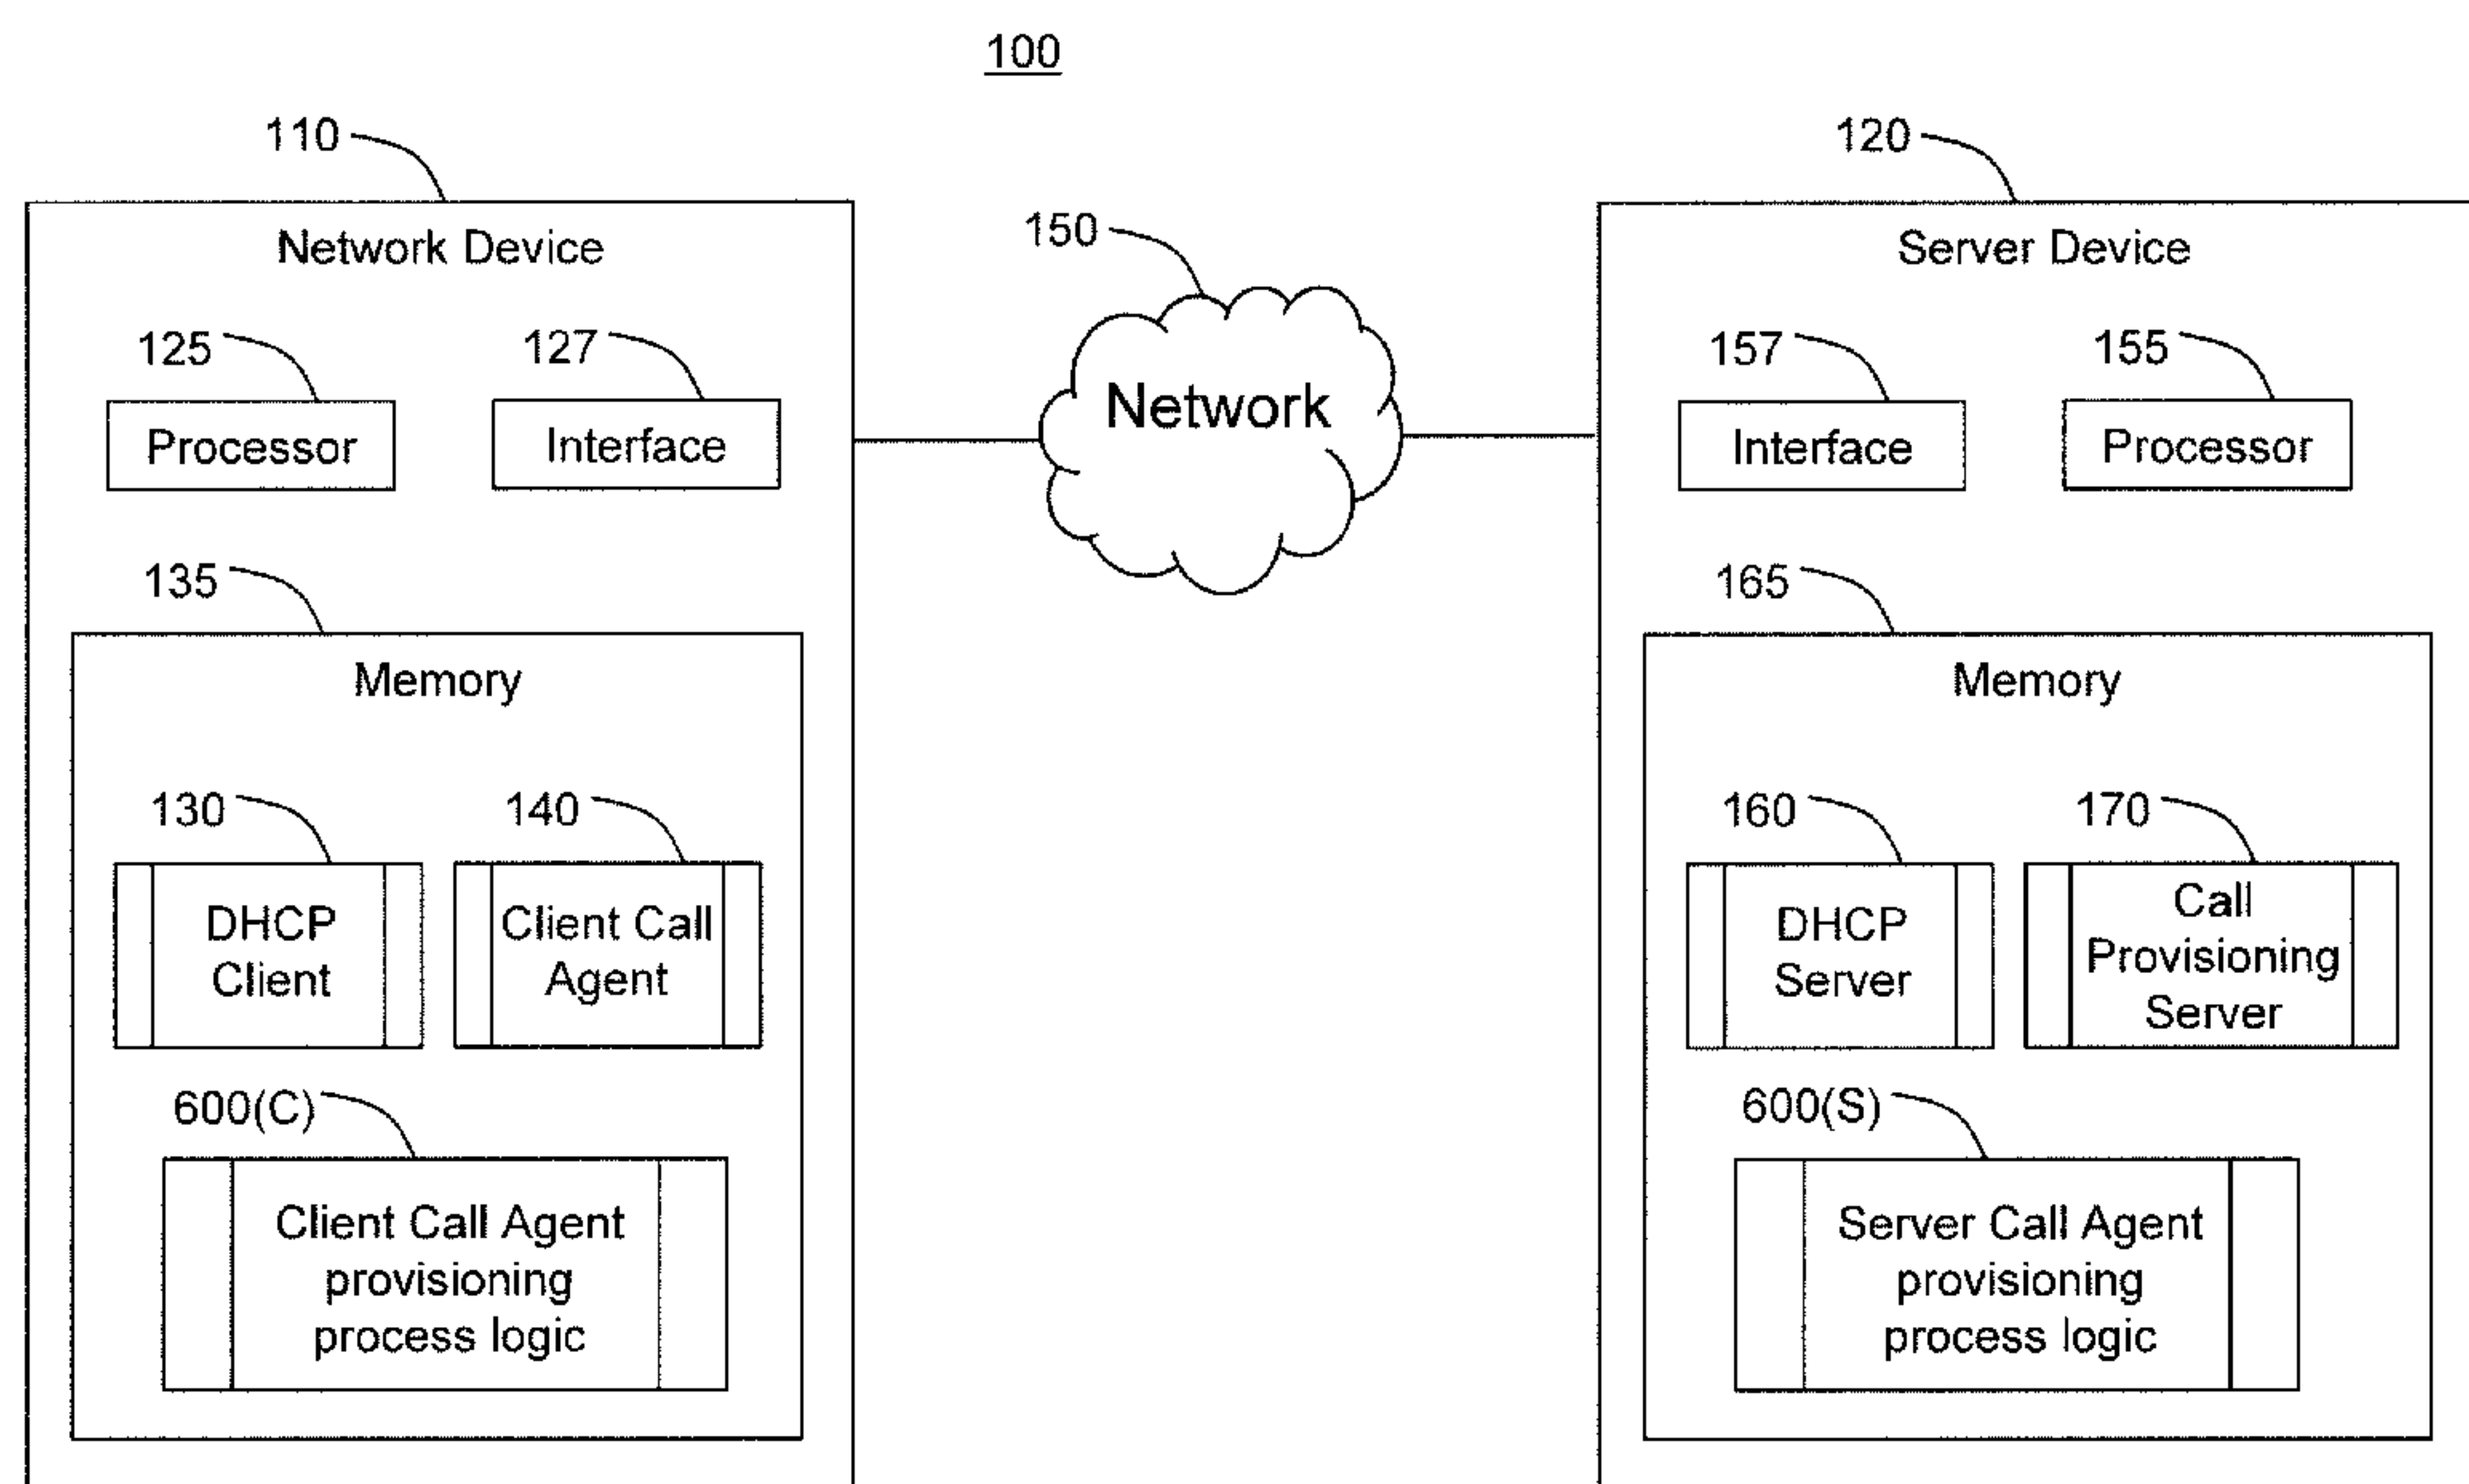 100
110
120
Network Device
150
Server Device
125
127
157
155
Network
Processor
Interface
Interface
Processor
135
165
Memory
Memory
130
140
160
170
DHCP
Client
Client Call
Agent
DHCP
Server
Call
Provisioning
Server
600(C)
600(S)
Client Call Agent
provisioning
process logic
Server Call Agent
provisioning
process logic